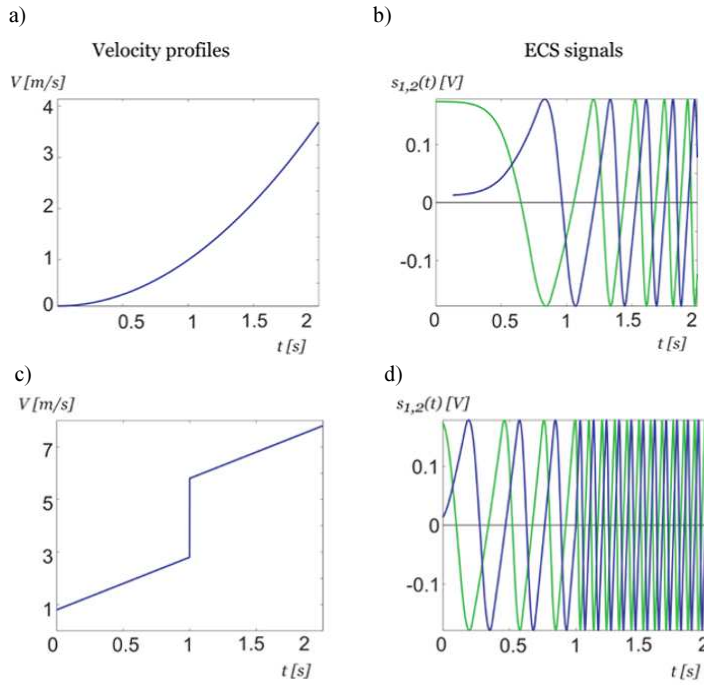 a)
b)
Velocity profiles
ECS signals
V [m/s]
s1,2(t) [V]
4
3
2
1
0
0.5
1
1.5
2
t [s]
0.1
0
-0.1
0
0.5
1
1.5
2
t [s]
c)
d)
V [m/s]
s1,2(t) [V]
7
5
3
1
0
0.5
1
1.5
2
t [s]
0.1
0
-0.1
0
0.5
1
1.5
2
t [s]